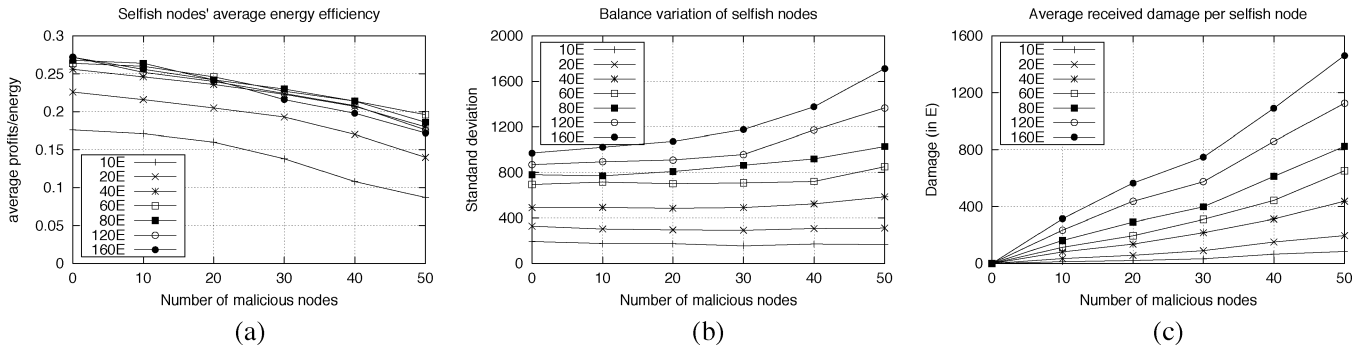 Selfish nodes' average energy efficiency
average profits/energy
0.3
0.25
0.2
0.15
0.1
0.05
0
10E
20E
40E
60E
80E
120E
160E
0 10 20 30 40 50
Number of malicious nodes
(a)
Balance variation of selfish nodes
Standand deviation
2000
1600
1200
800
400
0
10E
20E
40E
60E
80E
120E
160E
0 10 20 30 40 50
Number of malicious nodes
(b)
Average received damage per selfish node
Damage (in E)
1600
1200
800
400
0
10E
20E
40E
60E
80E
120E
160E
0 10 20 30 40 50
Number of malicious nodes
(c)